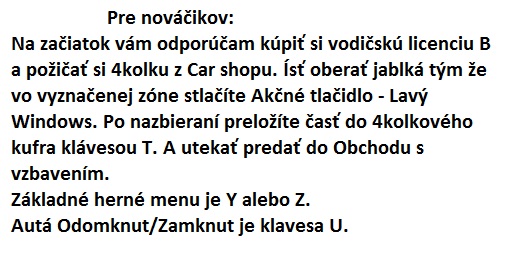 Pre nováčikov:
Na začiatok vám odporúčam kúpiť si vodičskú licenciu B
a požičať si 4kolku z Car shopu. Ísť oberať jablká tým že
vo vyznačenej zóne stlačíte Akčné tlačidlo - Lavý
Windows. Po nazbieraní preložíte časť do 4kolkového
kufra klávesou T. A utekať predať do Obchodu s
vzbavením.
Základné herné menu je Y alebo Z.
Autá Odomknut/Zamknut je klavesa U.